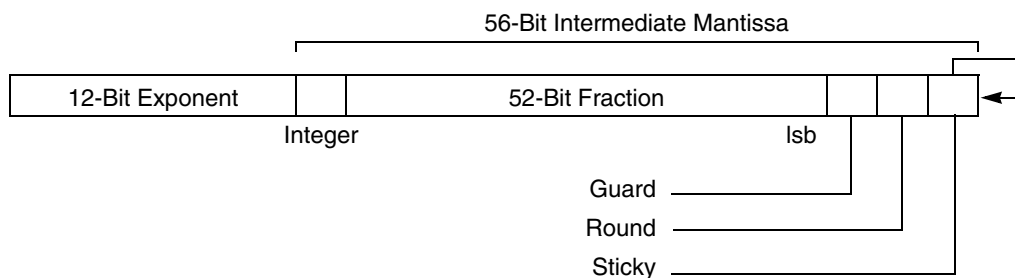 56-Bit Intermediate Mantissa
12-Bit Exponent 52-Bit Fraction
Integer lsb
Guard
Round
Sticky